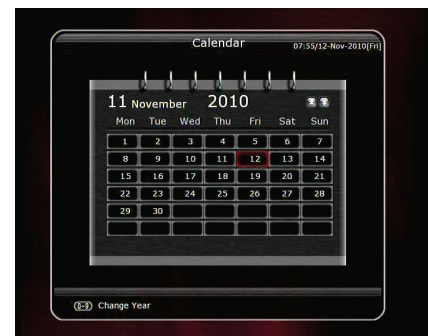 Calendar
07:55/12-Nov-2010[Fri]
11 November 2010
Mon Tue Wed Thu Fri Sat Sun
1 2 3 4 5 6 7
8 9 10 11 12 13 14
15 16 17 18 19 20 21
22 23 24 25 26 27 28
29 30
0-9 Change Year